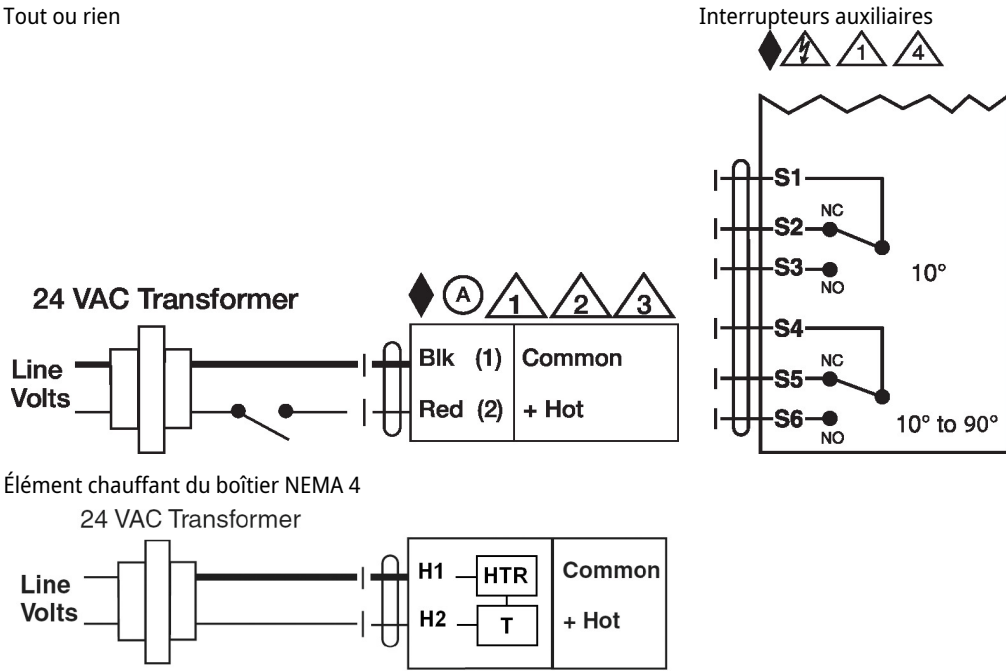 Tout ou rien
Interrupteurs auxiliaires
1 4
S1
NC
S2
S3
NO
10°
S4
NC
S5
S6
NO
10° to 90°
24 VAC Transformer
A 1 2 3
Line
Volts
Blk (1) Common
Red (2) + Hot
Élément chauffant du boîtier NEMA 4
24 VAC Transformer
Line
Volts
H1 HTR Common
H2 T + Hot